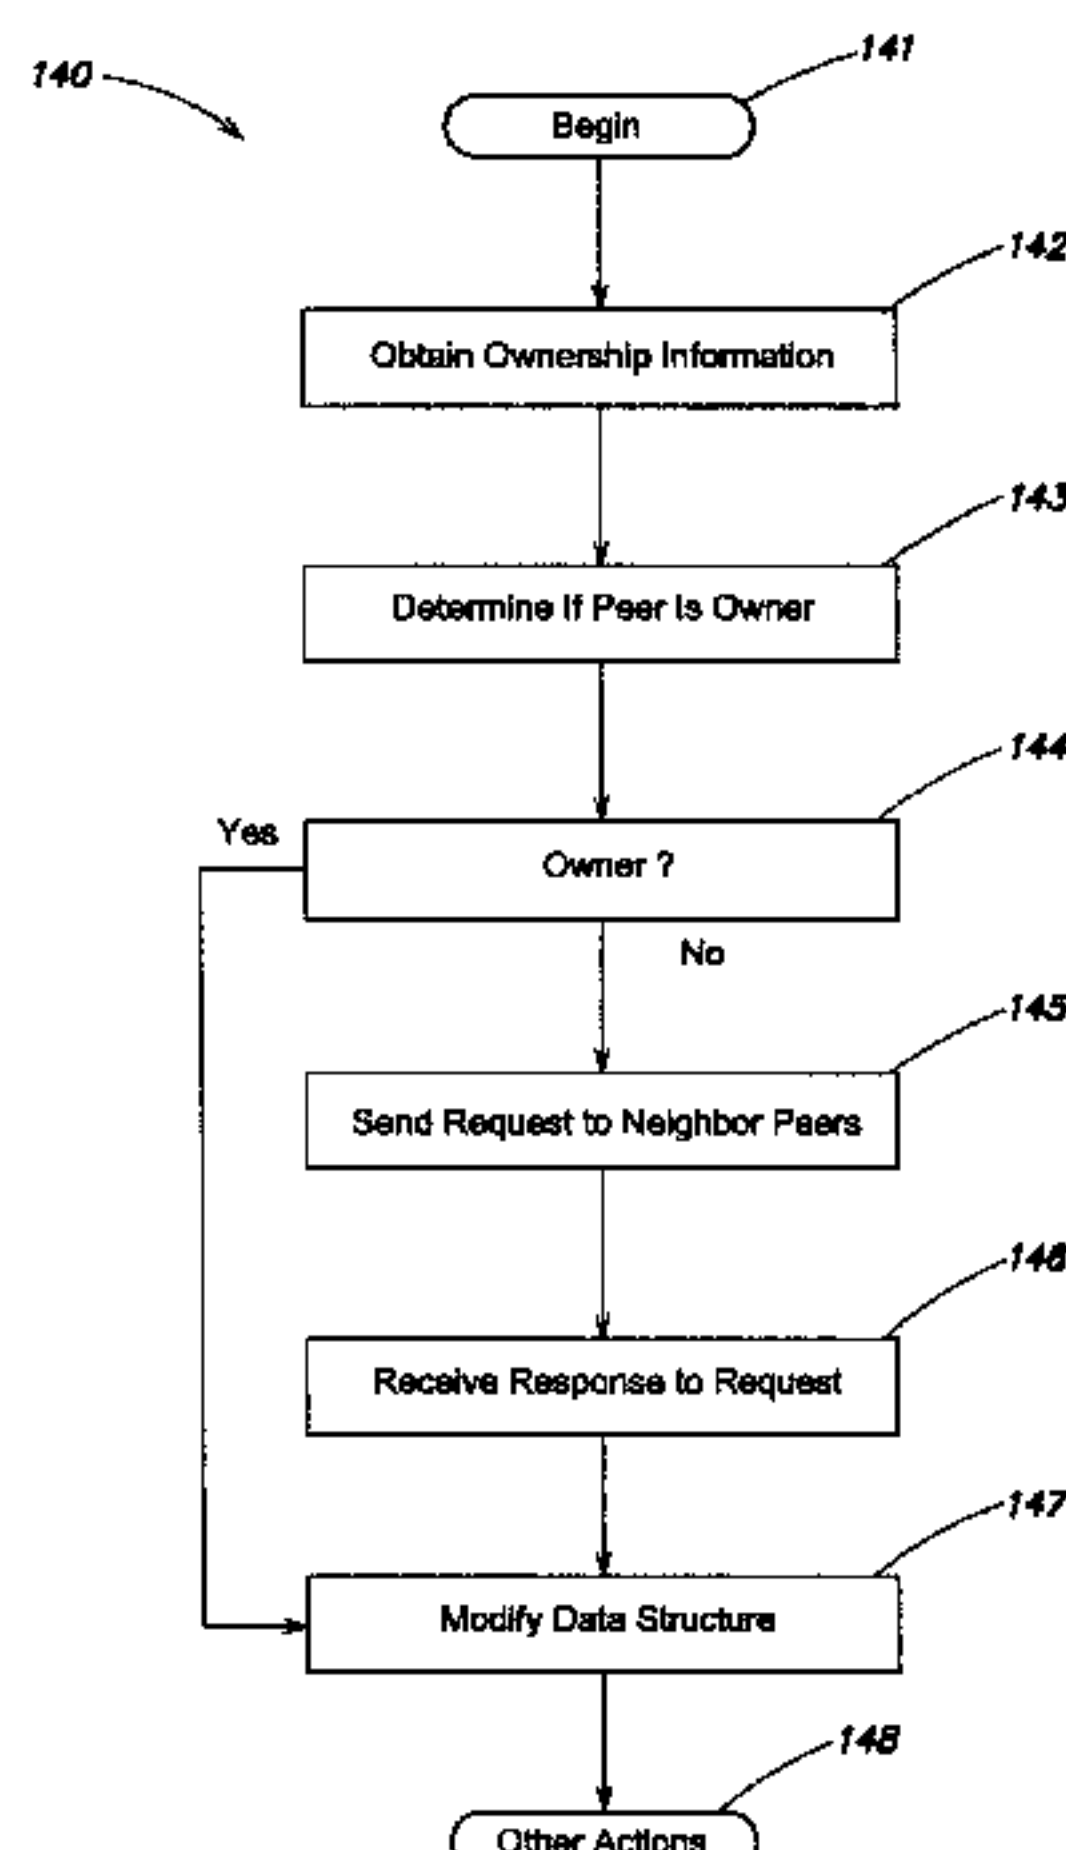 140
141
Begin
142
Obtain Ownership Information
143
Determine If Peer Is Owner
144
Yes
Owner ?
No
145
Send Request to Neighbor Peers
146
Receive Response to Request
147
Modify Data Structure
148
Other Actions